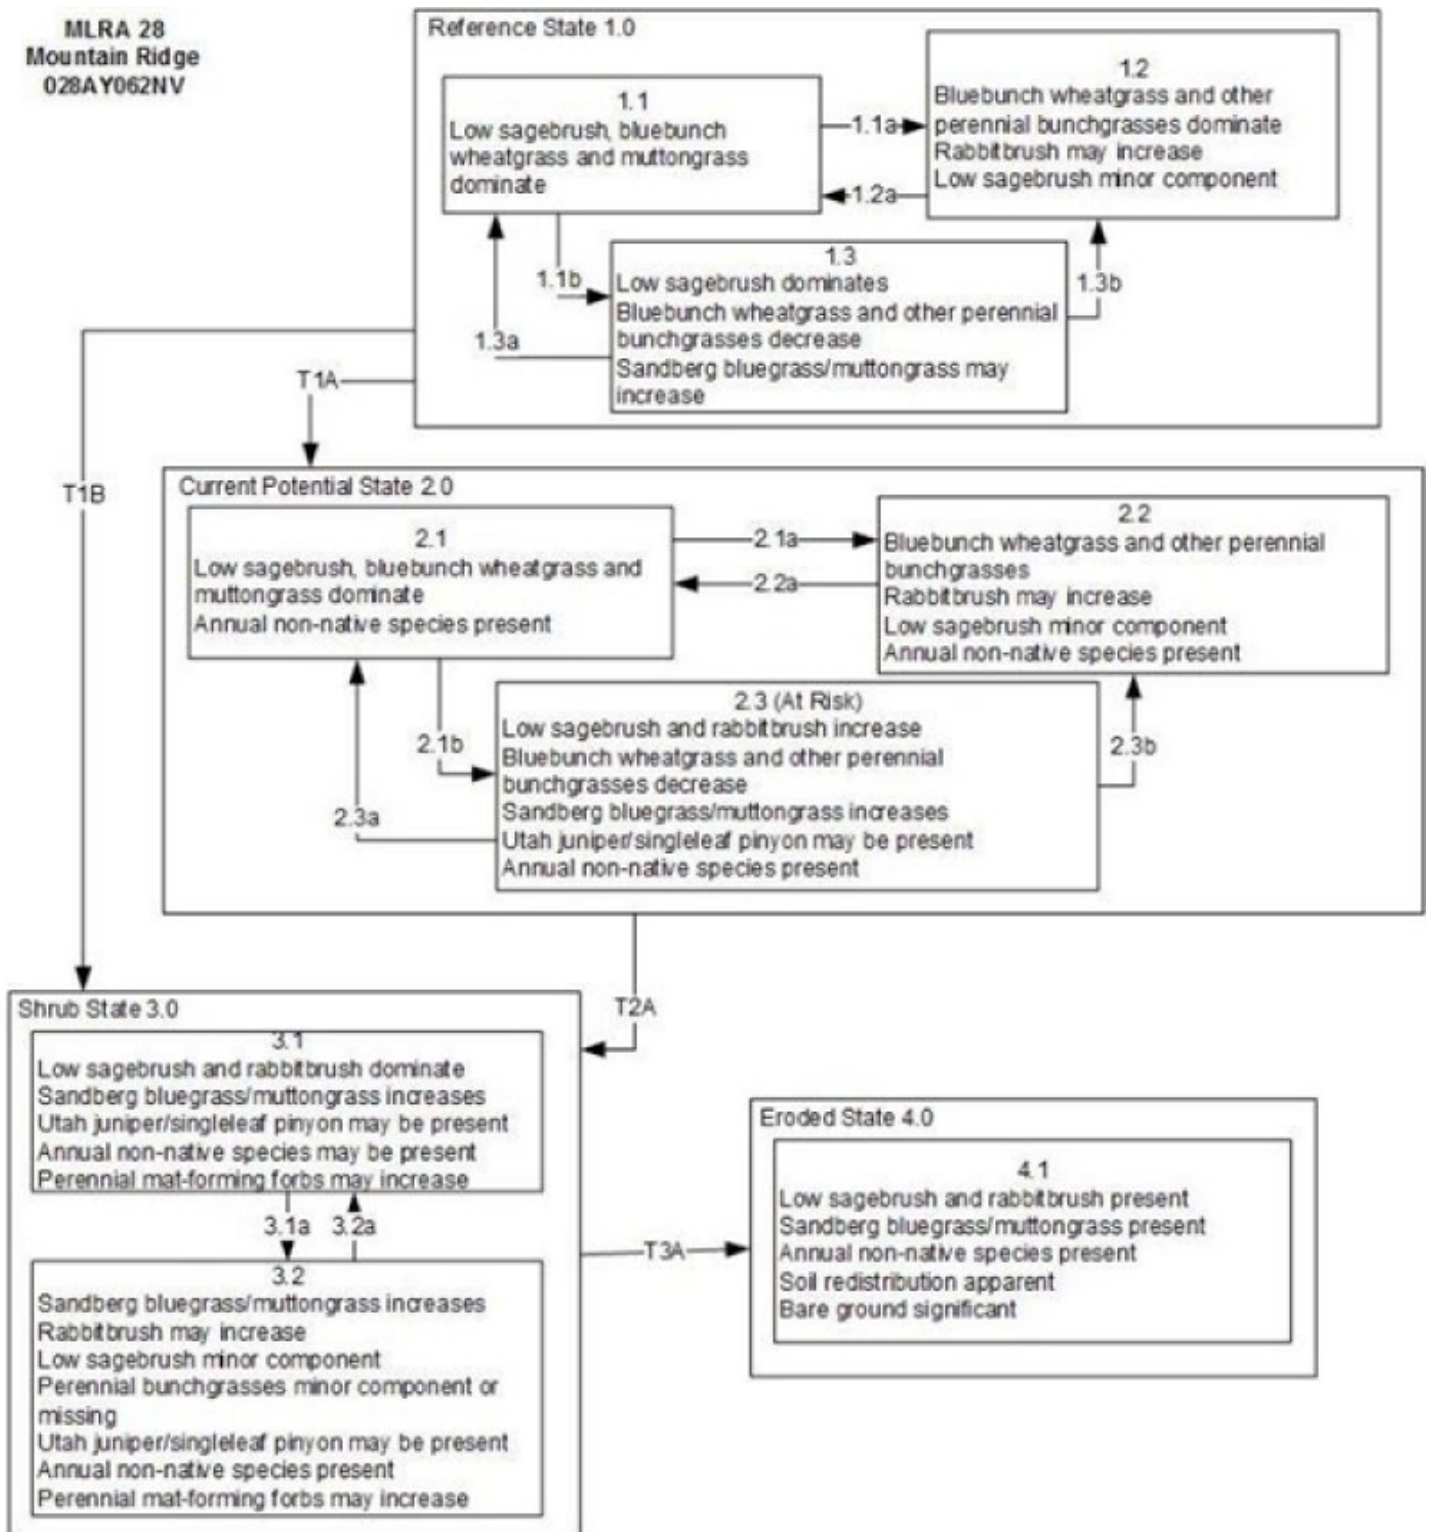 MLRA 28
Mountain Ridge
028AY062NV
Reference State 1.0
1.1
Low sagebrush, bluebunch
wheatgrass and muttongrass
dominate
1.1a
1.2a
1.2
Bluebunch wheatgrass and other
perennial bunchgrasses dominate
Rabbitbrush may increase
Low sagebrush minor component
1.1b
1.3a
1.3
Low sagebrush dominates
Bluebunch wheatgrass and other perennial
bunchgrasses decrease
Sandberg bluegrass/muttongrass may
increase
1.3b
T1A
T1B
Current Potential State 2.0
2.1
Low sagebrush, bluebunch wheatgrass and
muttongrass dominate
Annual non-native species present
2.1a
2.2a
2.2
Bluebunch wheatgrass and other perennial
bunchgrasses
Rabbitbrush may increase
Low sagebrush minor component
Annual non-native species present
2.1b
2.3a
2.3 (At Risk)
Low sagebrush and rabbitbrush increase
Bluebunch wheatgrass and other perennial
bunchgrasses decrease
Sandberg bluegrass/muttongrass increases
Utah juniper/singleleaf pinyon may be present
Annual non-native species present
2.3b
T2A
Shrub State 3.0
3.1
Low sagebrush and rabbitbrush dominate
Sandberg bluegrass/muttongrass increases
Utah juniper/singleleaf pinyon may be present
Annual non-native species may be present
Perennial mat-forming forbs may increase
3.1a
3.2a
3.2
Sandberg bluegrass/muttongrass increases
Rabbitbrush may increase
Low sagebrush minor component
Perennial bunchgrasses minor component or
missing
Utah juniper/singleleaf pinyon may be present
Annual non-native species present
Perennial mat-forming forbs may increase
T3A
Eroded State 4.0
4.1
Low sagebrush and rabbitbrush present
Sandberg bluegrass/muttongrass present
Annual non-native species present
Soil redistribution apparent
Bare ground significant